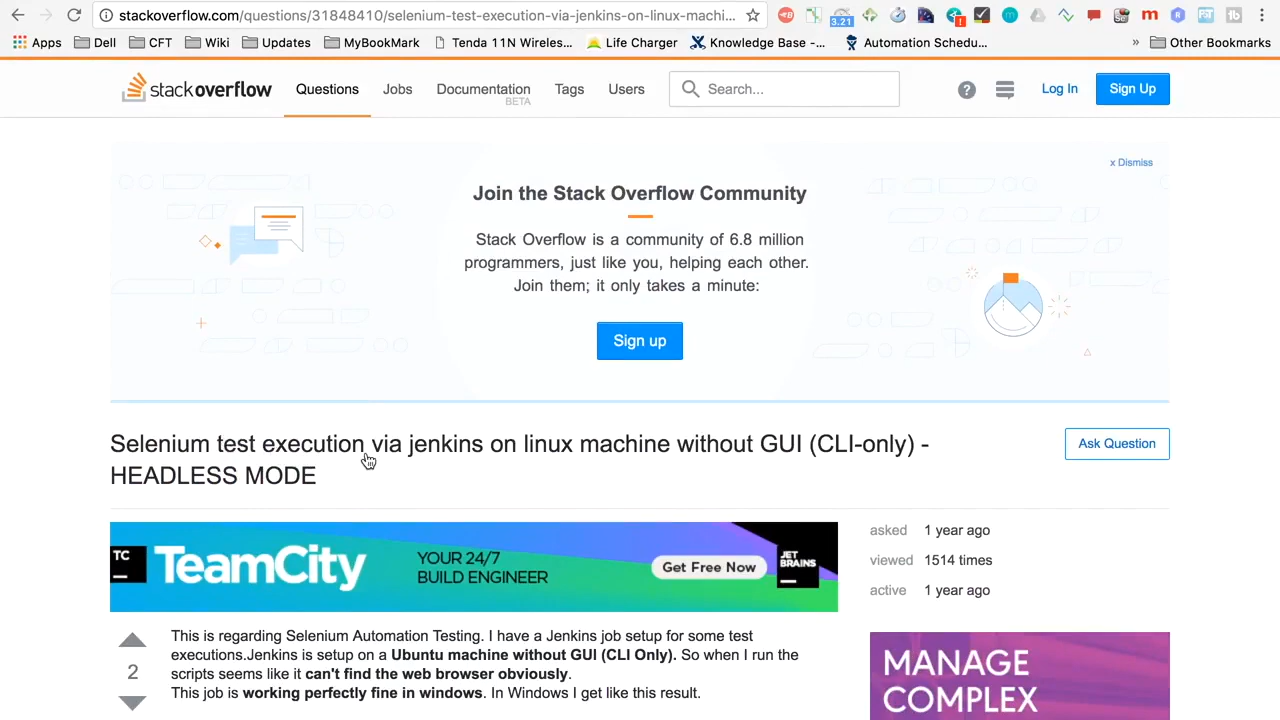 stackoverflow.com/questions/31848410/selenium-test-execution-via-jenkins-on-linux-machi...
3.21
Apps Dell CFT Wiki Updates MyBookMark Tenda 11N Wireles... Life Charger Knowledge Base -... Automation Schedu... » Other Bookmarks
stackoverflow Questions Jobs Documentation BETA Tags Users Search... ? Log In Sign Up
x Dismiss
Join the Stack Overflow Community
Stack Overflow is a community of 6.8 million
programmers, just like you, helping each other.
Join them; it only takes a minute:
Sign up
Selenium test execution via jenkins on linux machine without GUI (CLI-only) -
HEADLESS MODE
Ask Question
TC TeamCity YOUR 24/7
BUILD ENGINEER
Get Free Now
JET
BRAINS
asked 1 year ago
viewed 1514 times
active 1 year ago
2
This is regarding Selenium Automation Testing. I have a Jenkins job setup for some test
executions.Jenkins is setup on a Ubuntu machine without GUI (CLI Only). So when I run the
scripts seems like it can't find the web browser obviously.
This job is working perfectly fine in windows. In Windows I get like this result.
MANAGE
COMPLEX